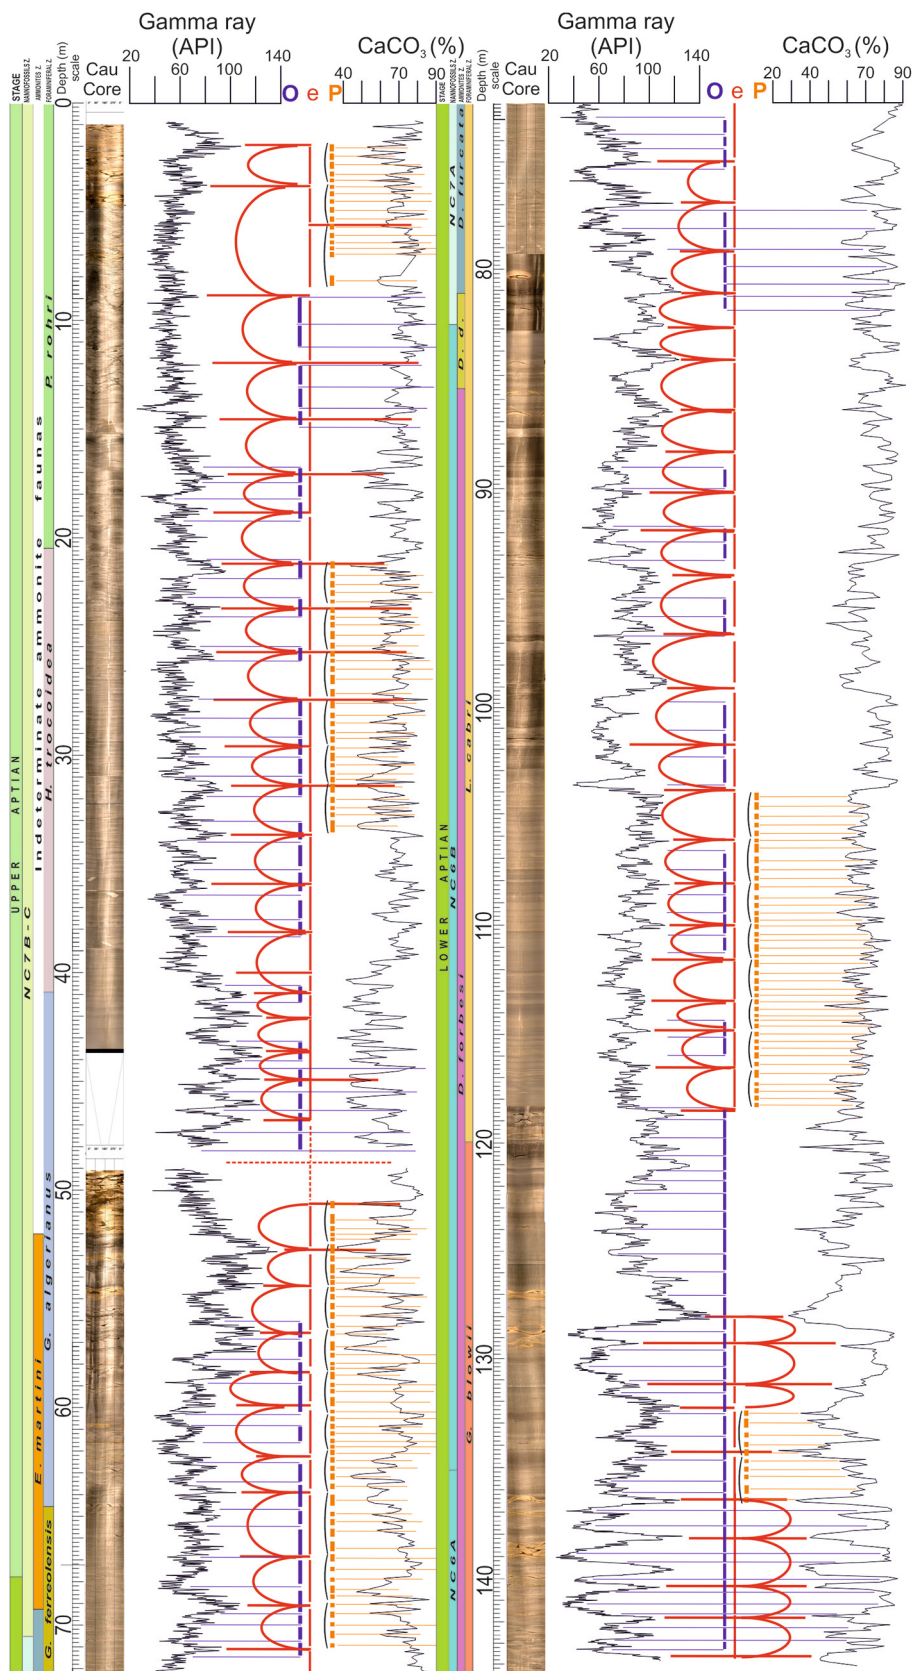 Gamma ray
(API)
20
60
100
140
CaCO3 (%)
40
70
90
STAGE
NANNOFOSSILS Z.
AMMONITES Z.
FORAMINIFERAL Z.
Depth (m)
scale
Cau
Core
O
e
P
Gamma ray
(API)
20
60
100
140
CaCO3 (%)
20
40
60
90
STAGE
NANNOFOSSILS Z.
AMMONITES Z.
FORAMINIFERAL Z.
Depth (m)
scale
Cau
Core
O
e
P
0
10
20
30
40
50
60
70
UPPER APTIAN
NC7B-C
Indeterminate ammonite faunas
E. martini
P. rohri
H. trocoidea
G. algerianus
G. ferreolensis
80
90
100
110
120
130
140
LOWER APTIAN
NC7A
NC6B
NC6A
D. furcata
D. d.
D. forbesi
L. cabri
G. blowii